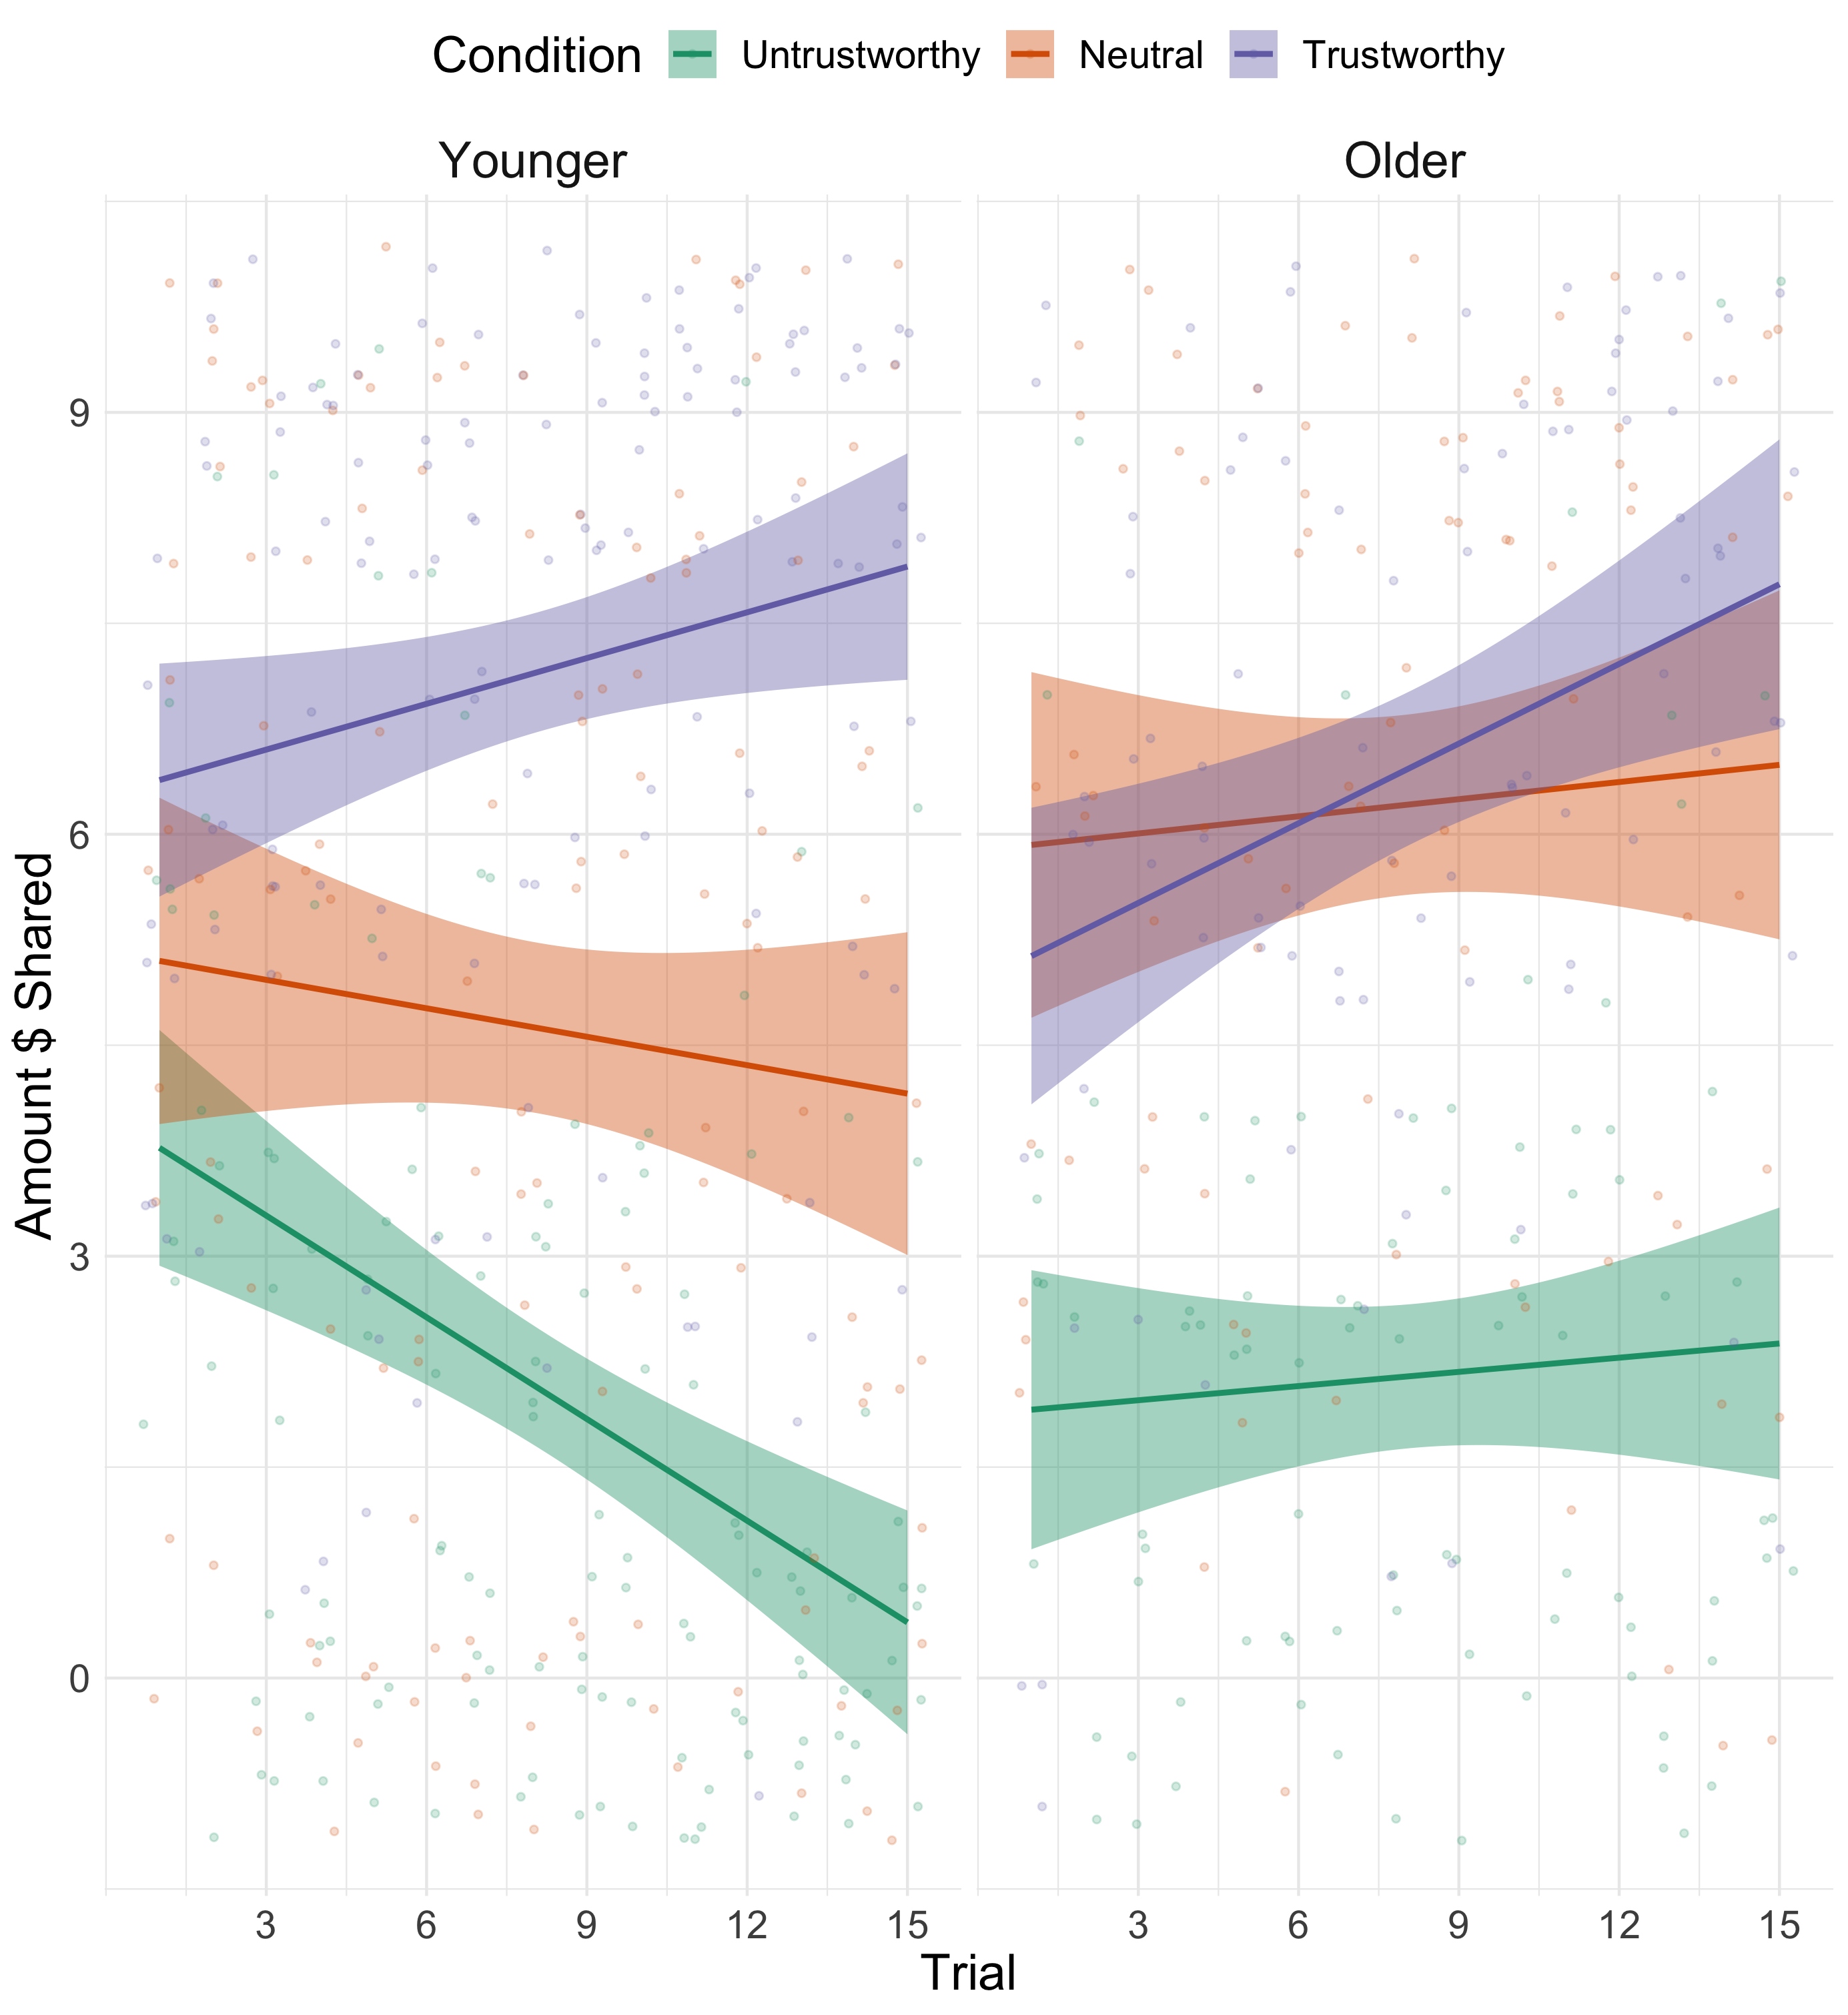 Condition Untrustworthy Neutral Trustworthy
Younger Older
Amount $ Shared
9
6
3
0
3 6 9 12 15 3 6 9 12 15
Trial